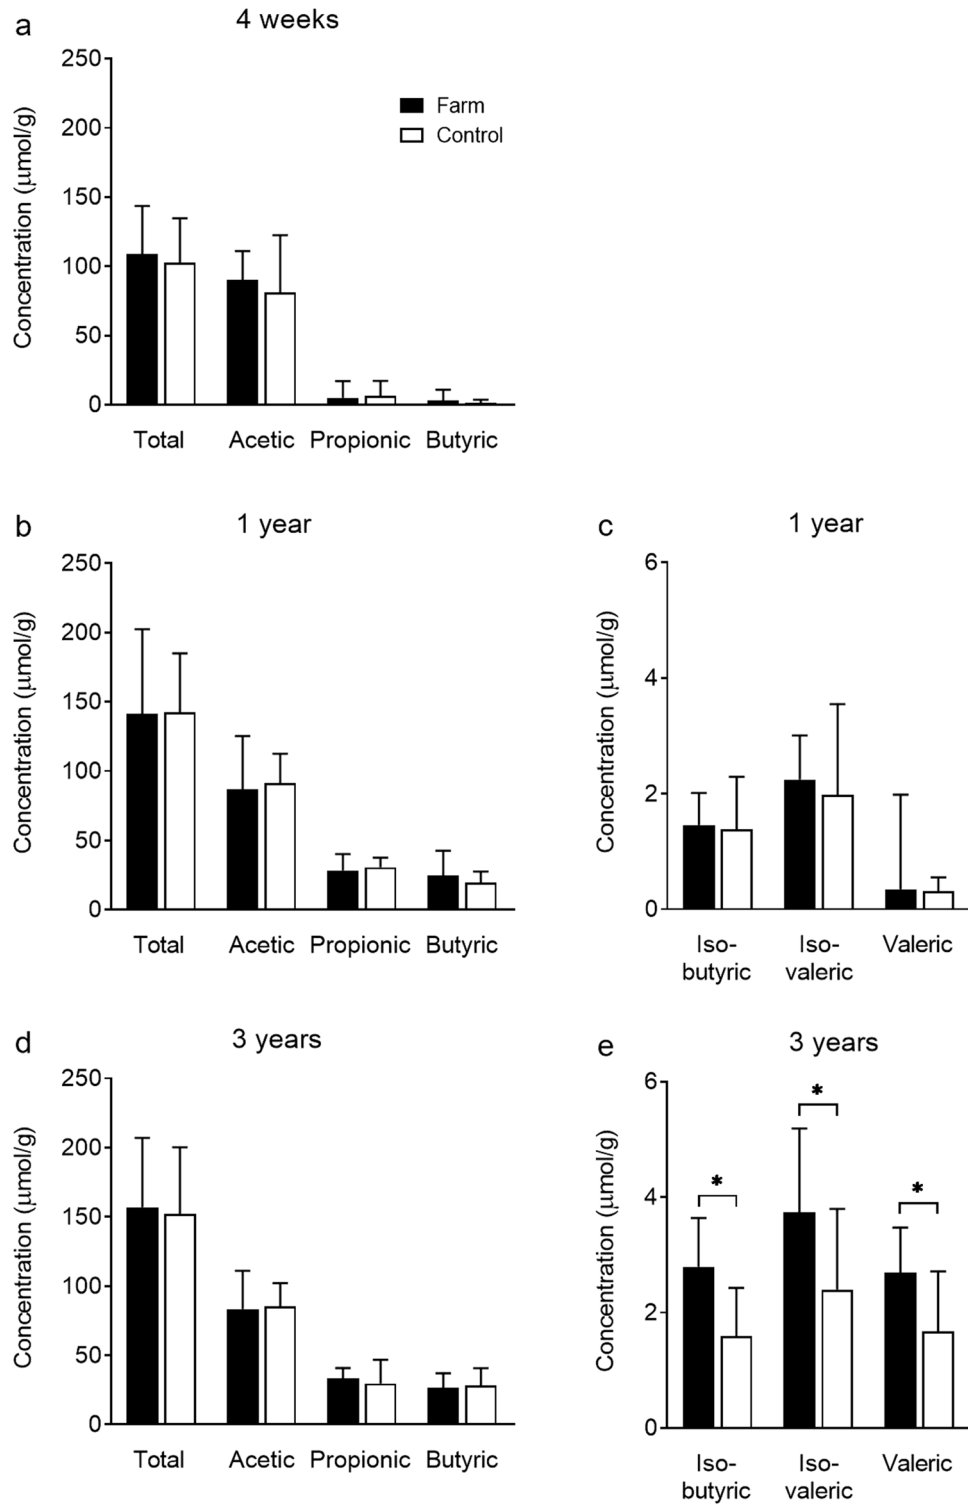 a
4 weeks
Concentration (μmol/g)
250
200
150
100
50
0
Farm
Control
Total Acetic Propionic Butyric
b
1 year
Concentration (μmol/g)
250
200
150
100
50
0
Total Acetic Propionic Butyric
c
1 year
Concentration (μmol/g)
6
4
2
0
Iso- Iso- Valeric
butyric valeric
d
3 years
Concentration (μmol/g)
250
200
150
100
50
0
Total Acetic Propionic Butyric
e
3 years
Concentration (μmol/g)
6
4
2
0
*
*
*
Iso- Iso- Valeric
butyric valeric